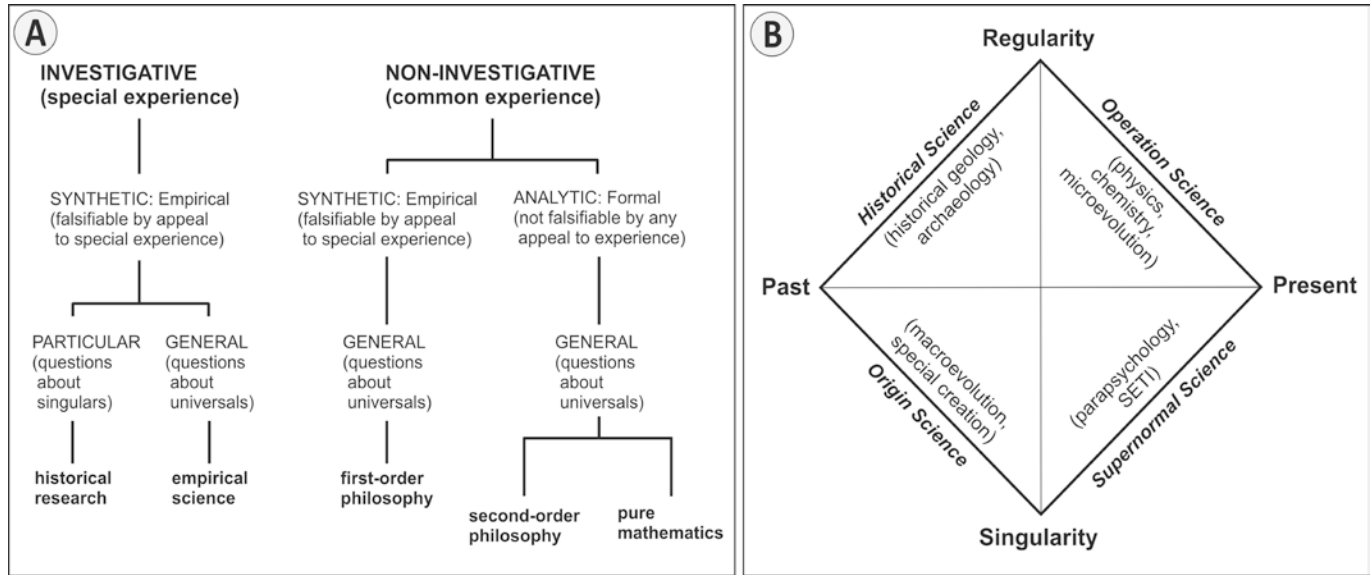 A
INVESTIGATIVE
(special experience)
NON-INVESTIGATIVE
(common experience)
SYNTHETIC: Empirical
(falsifiable by appeal
to special experience)
SYNTHETIC: Empirical
(falsifiable by appeal
to special experience)
ANALYTIC: Formal
(not falsifiable by any
appeal to experience)
PARTICULAR
(questions
about
singulars)
GENERAL
(questions
about
universals)
GENERAL
(questions
about
universals)
GENERAL
(questions
about
universals)
historical
research
empirical
science
first-order
philosophy
second-order
philosophy
pure
mathematics
B
Regularity
Historical Science
(historical geology,
archaeology)
Operation Science
(physics,
chemistry,
microevolution)
Past
Present
(macroevolution,
special creation)
Origin Science
(parapsychology,
SETI)
Supernormal Science
Singularity